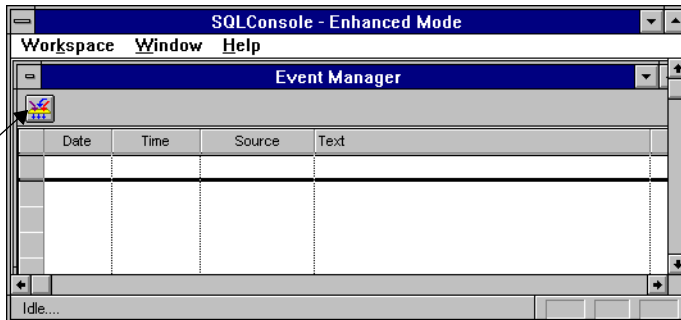 SQLConsole - Enhanced Mode
Workspace Window Help
Event Manager
Date Time Source Text
Idle....